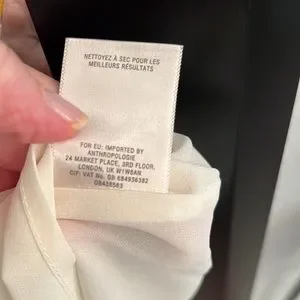 NETTOYEZ À SEC POUR LES
MEILLEURS RÉSULTATS
FOR EU: IMPORTED BY
ANTHROPOLOGIE
24 MARKET PLACE, 3RD FLOOR,
LONDON, UK W1W8AN
CIF: VAT No. GB 684936382